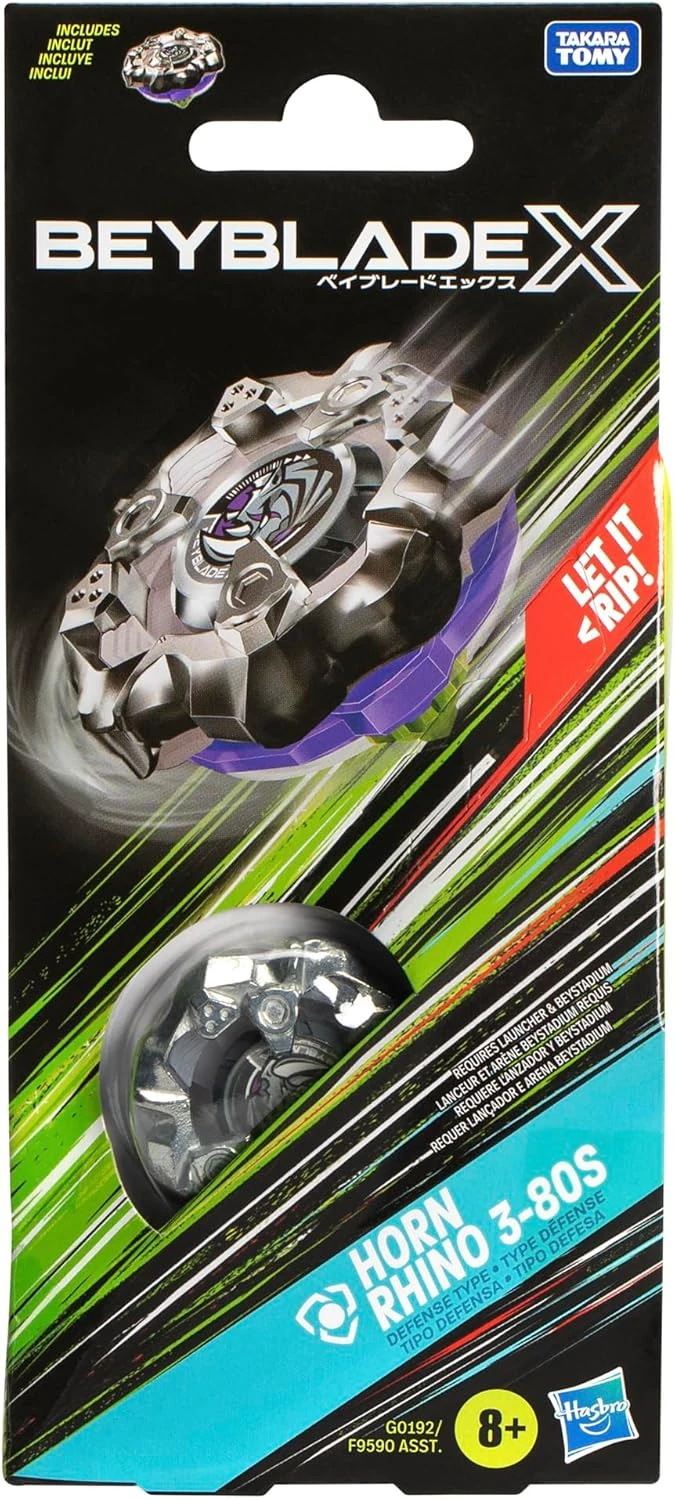 INCLUDES
INCLUT
INCLUYE
INCLUI
TAKARA
TOMY
BEYBLADE X
ベイブレードエックス
BEYBLADE
LET IT
RIP!
REQUIRES LAUNCHER & BEYSTADIUM
LANCEUR ET ARÈNE BEYSTADIUM REQUIS
REQUIERE LANZADOR Y BEYSTADIUM
REQUER LANÇADOR E ARENA BEYSTADIUM
HORN
RHINO 3-80S
DEFENSE TYPE • TYPE DÉFENSE
TIPO DEFENSA • TIPO DEFESA
G0192/
F9590 ASST.
8+
Hasbro